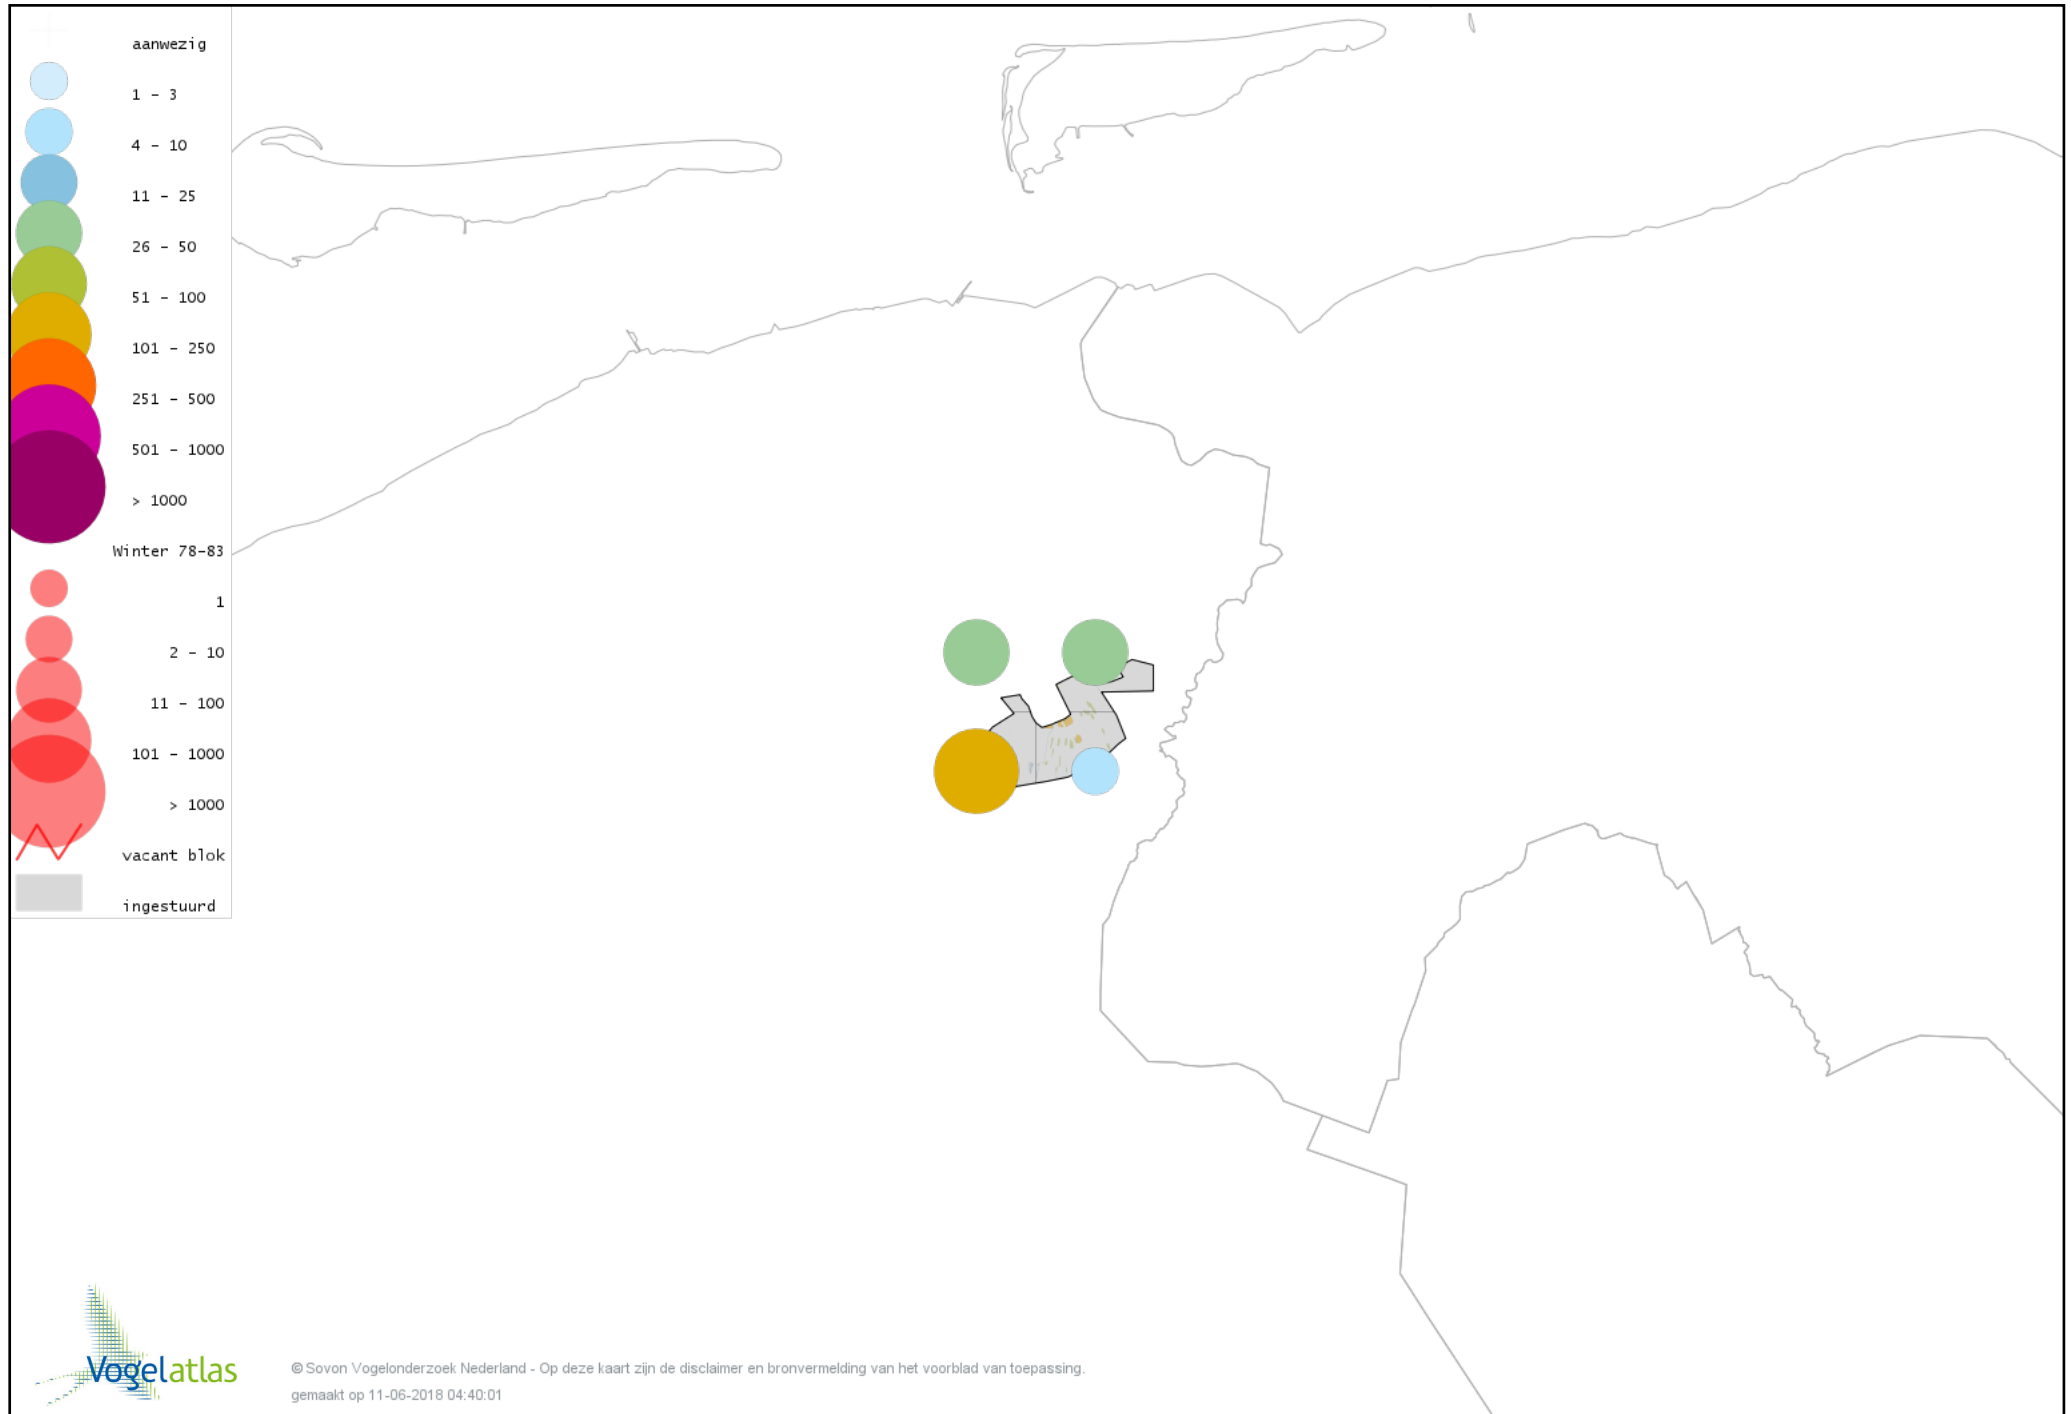 aanwezig
1 - 3
4 - 10
11 - 25
26 - 50
51 - 100
101 - 250
251 - 500
501 - 1000
> 1000
Winter 78-83
1
2 - 10
11 - 100
101 - 1000
> 1000
vacant blok
ingestuurd
Vogelatlas
© Sovon Vogelonderzoek Nederland - Op deze kaart zijn de disclaimer en bronvermelding van het voorblad van toepassing.
gemaakt op 11-06-2018 04:40:01